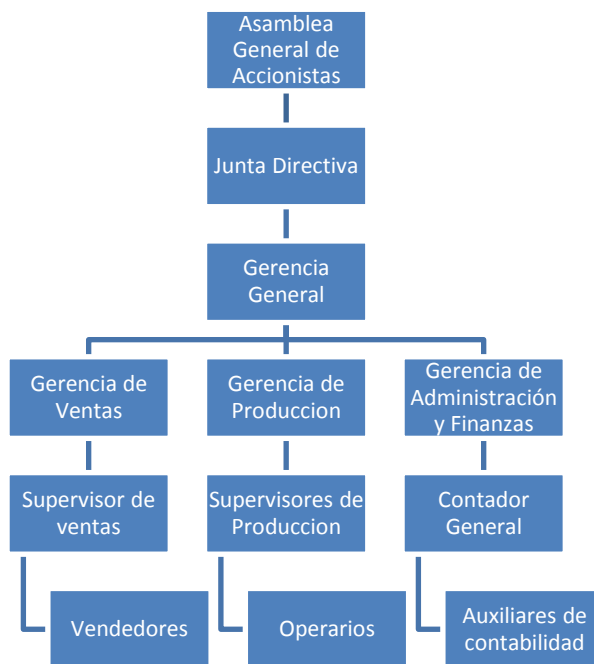 Asamblea
General de
Accionistas
Junta Directiva
Gerencia
General
Gerencia de
Ventas
Gerencia de
Produccion
Gerencia de
Administración
y Finanzas
Supervisor de
ventas
Supervisores de
Produccion
Contador
General
Vendedores
Operarios
Auxiliares de
contabilidad